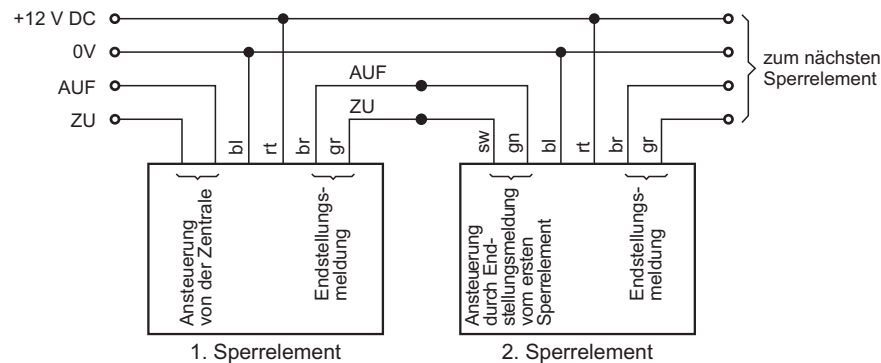 +12 V DC
0V
AUF
ZU
AUF
ZU
zum nächsten
Sperrelement
bl
rt
br
gr
sw
gn
bl
rt
br
gr
Ansteuerung
von der Zentrale
Endstellungs-
meldung
Ansteuerung
durch End-
stellungsmeldung
vom ersten
Sperrelement
Endstellungs-
meldung
1. Sperrelement
2. Sperrelement